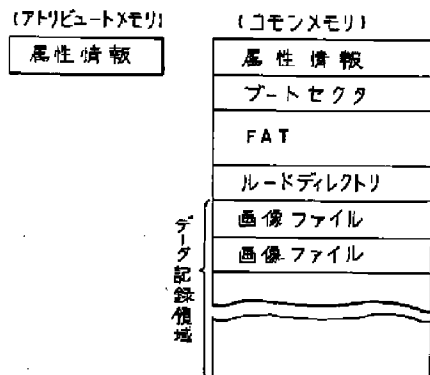 (アトリビュートメモリ)
属性情報
(コモンメモリ)
属性情報
ブートセクタ
FAT
ルードディレクトリ
画像ファイル
画像ファイル
データ記録領域